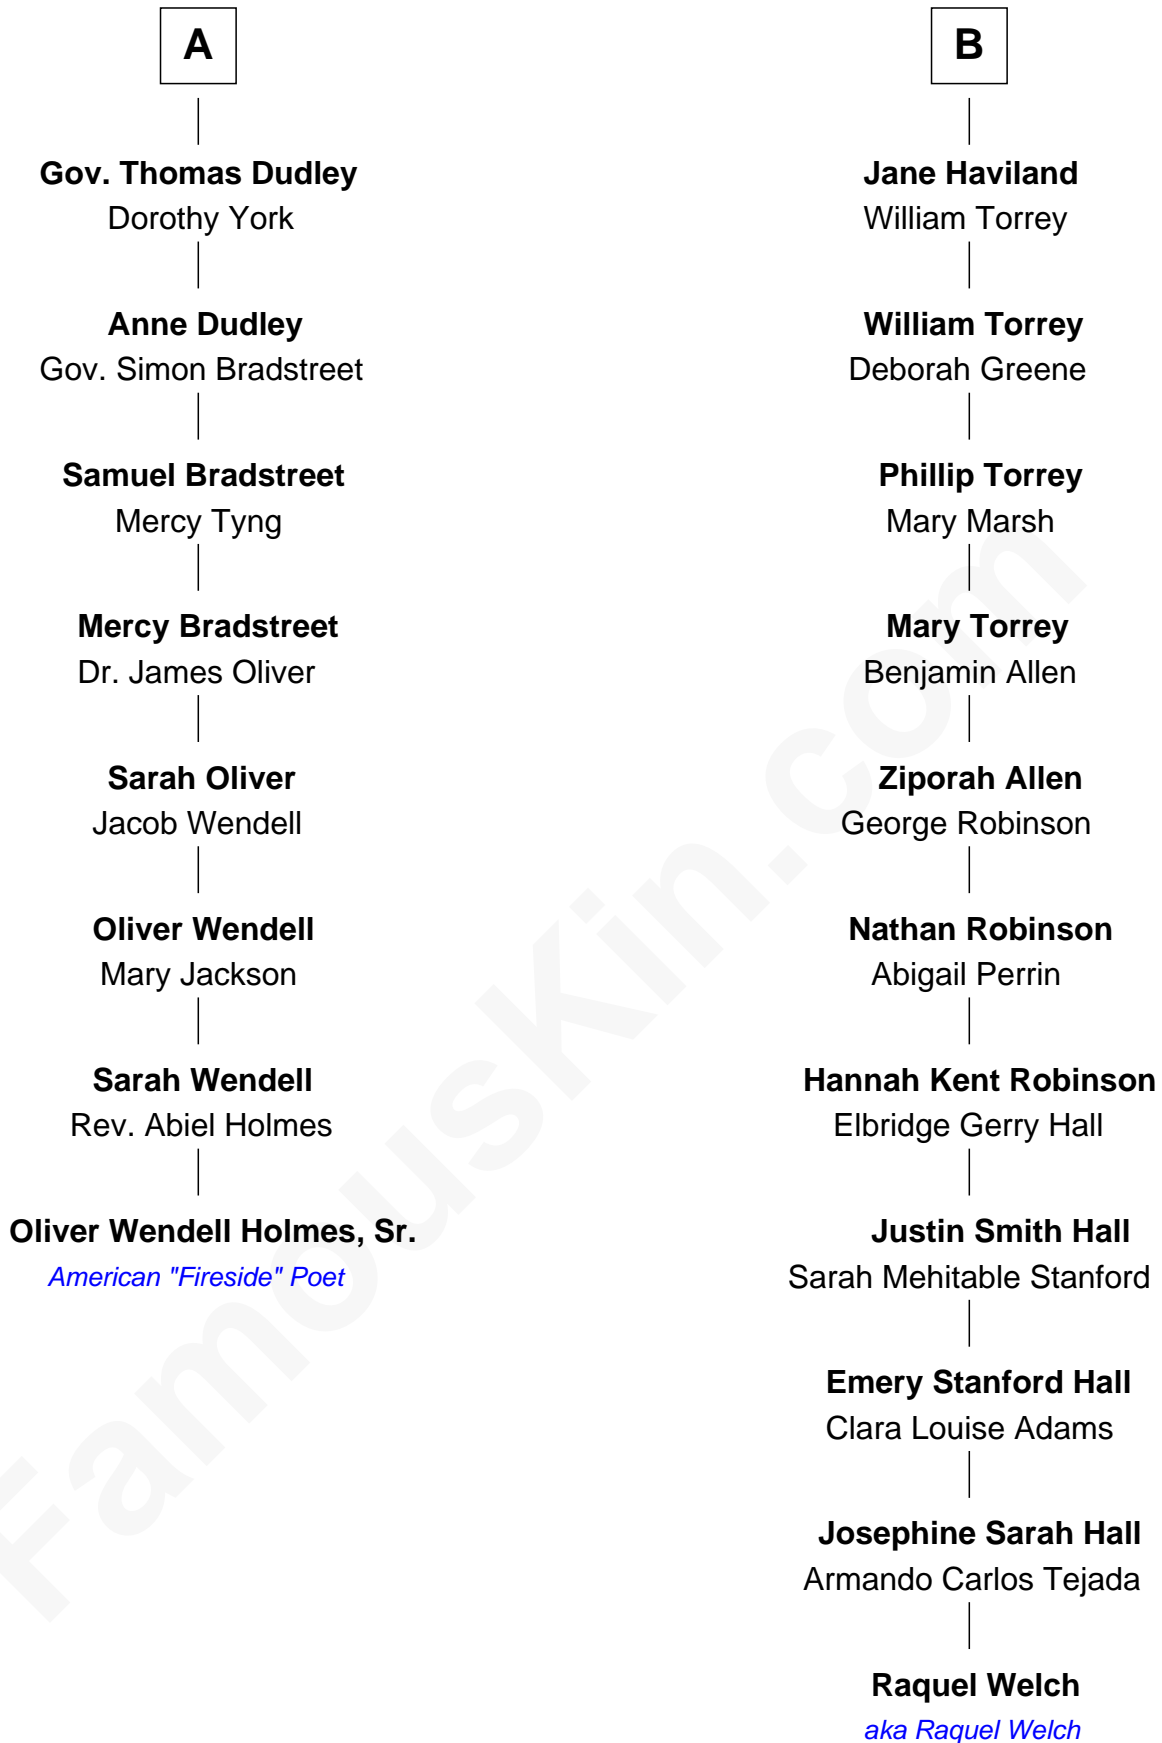 A
Gov. Thomas Dudley
Dorothy York
Anne Dudley
Gov. Simon Bradstreet
Samuel Bradstreet
Mercy Tyng
Mercy Bradstreet
Dr. James Oliver
Sarah Oliver
Jacob Wendell
Oliver Wendell
Mary Jackson
Sarah Wendell
Rev. Abiel Holmes
Oliver Wendell Holmes, Sr.
American "Fireside" Poet
B
Jane Haviland
William Torrey
William Torrey
Deborah Greene
Phillip Torrey
Mary Marsh
Mary Torrey
Benjamin Allen
Ziporah Allen
George Robinson
Nathan Robinson
Abigail Perrin
Hannah Kent Robinson
Elbridge Gerry Hall
Justin Smith Hall
Sarah Mehitable Stanford
Emery Stanford Hall
Clara Louise Adams
Josephine Sarah Hall
Armando Carlos Tejada
Raquel Welch
aka Raquel Welch
FamousKin.com